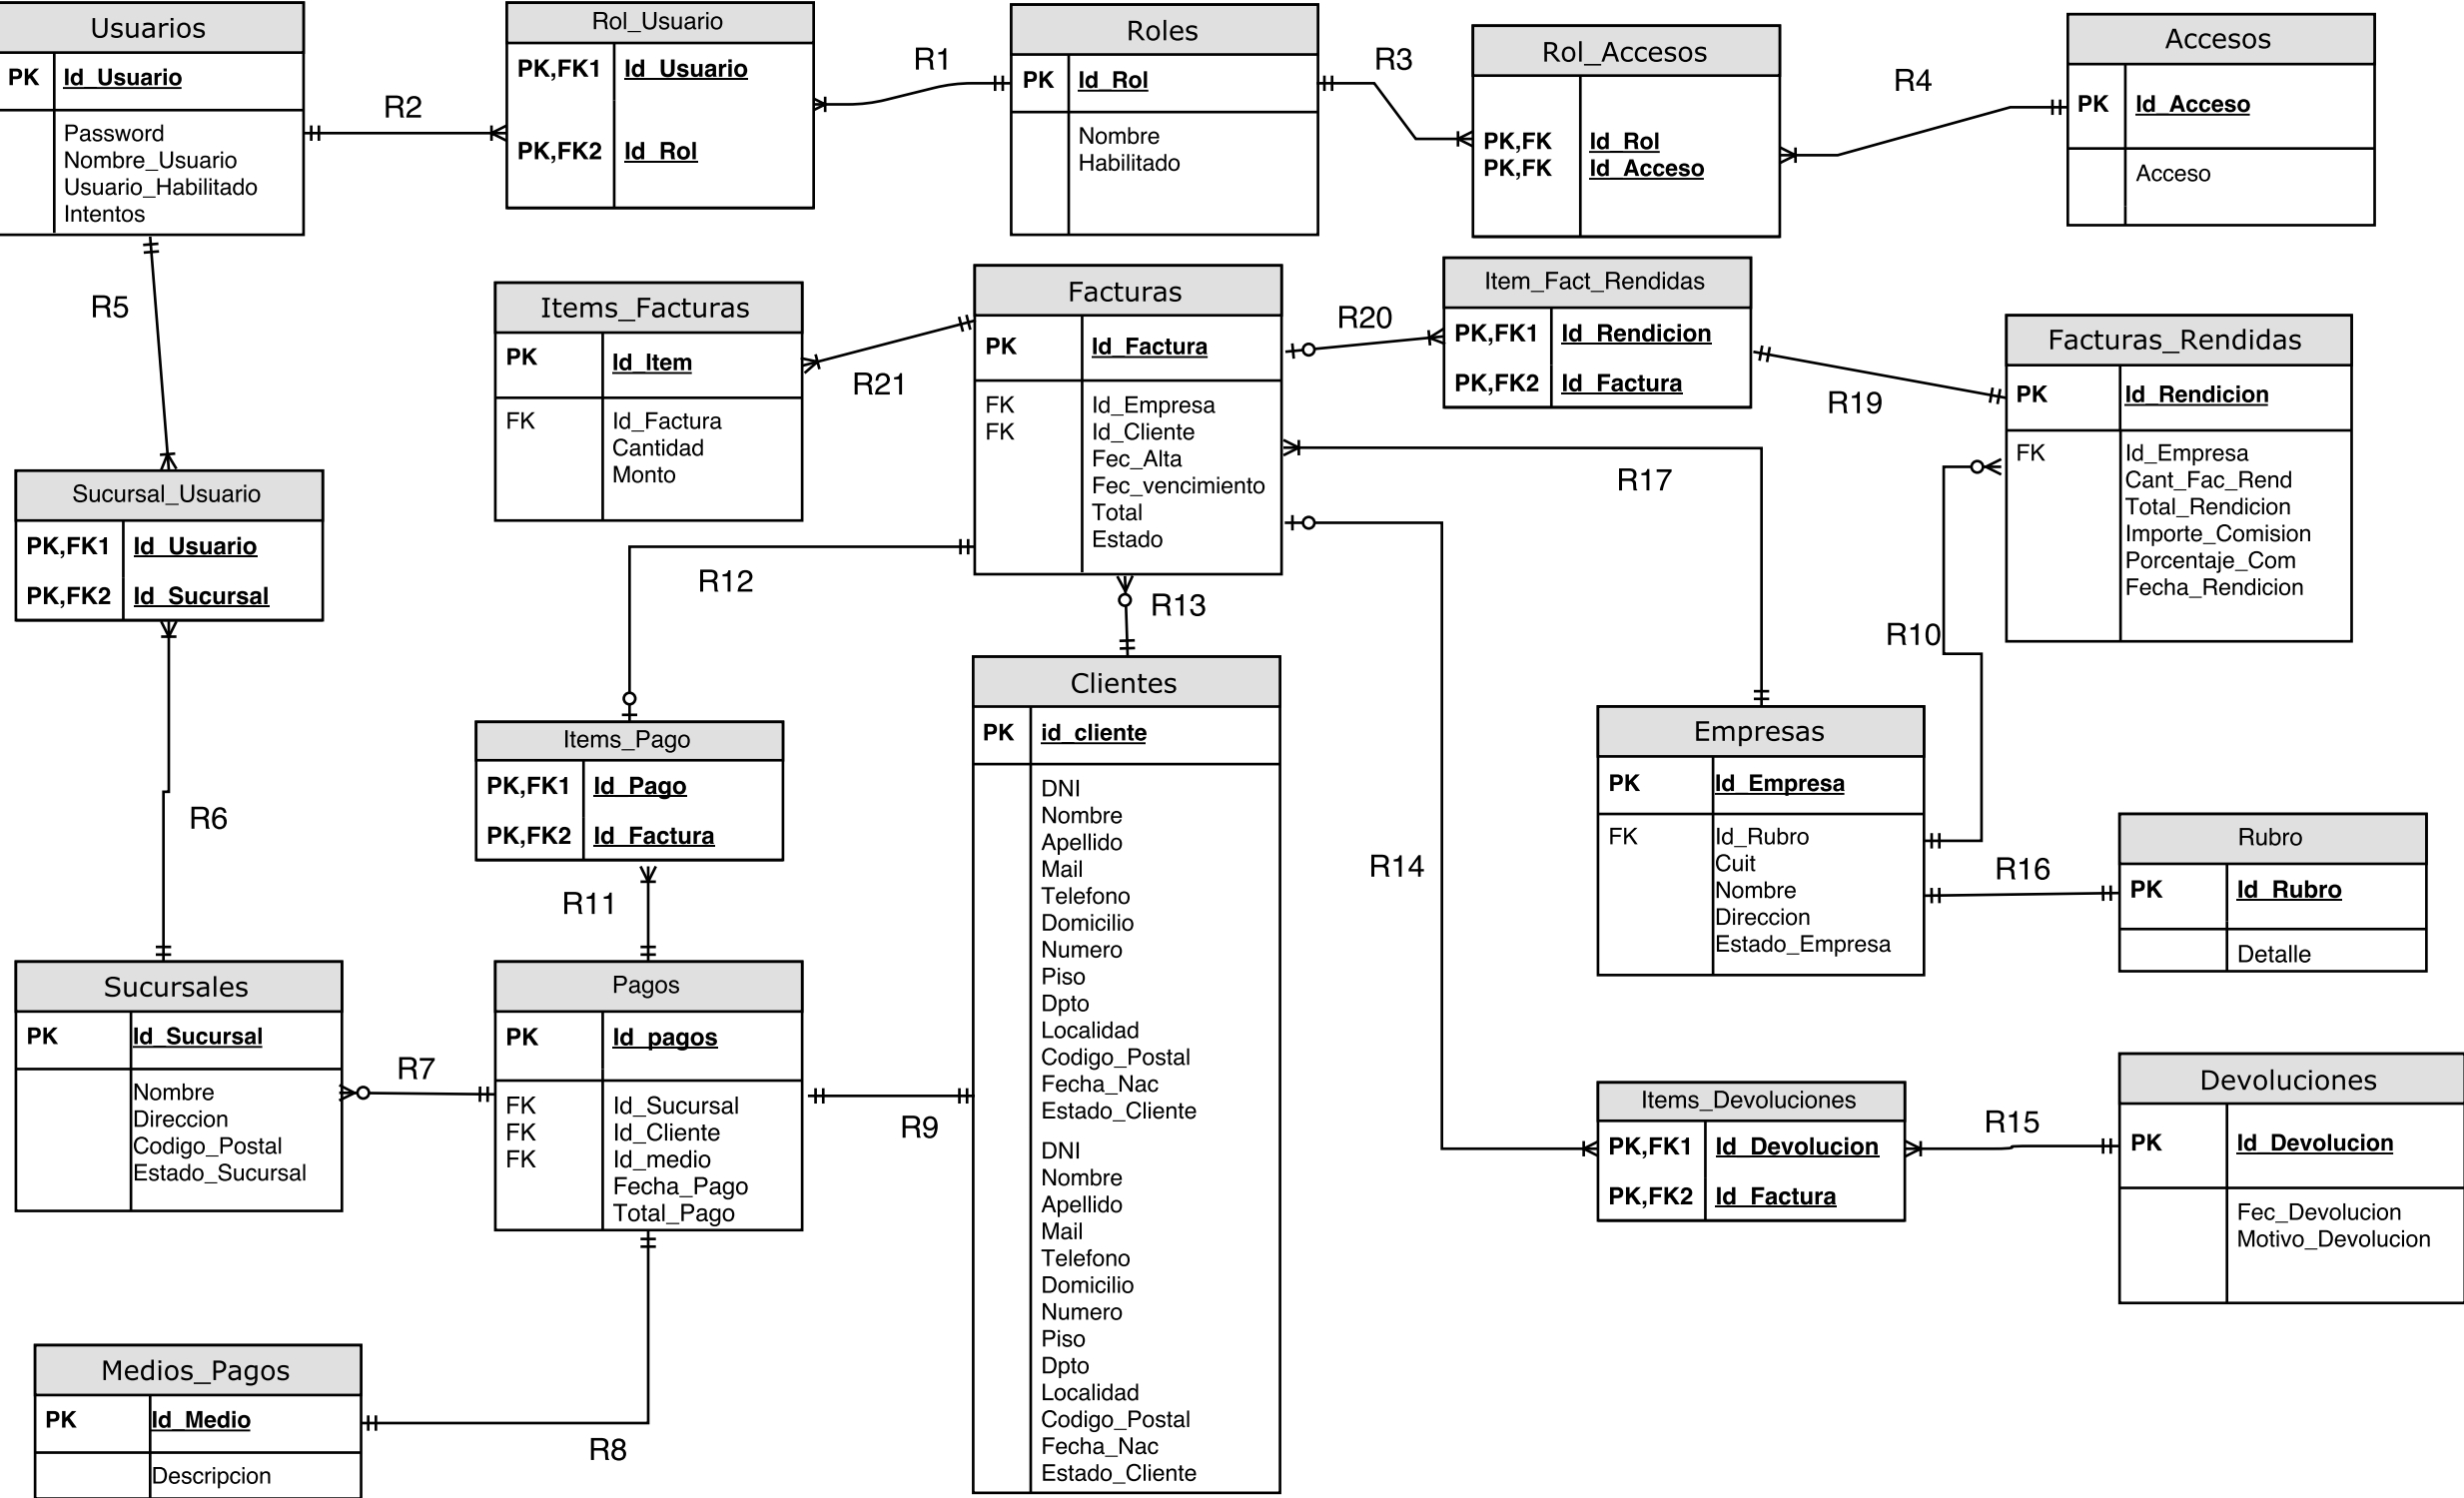 Usuarios
PK Id_Usuario
Password
Nombre_Usuario
Usuario_Habilitado
Intentos
R2
Rol_Usuario
PK,FK1 Id_Usuario
PK,FK2 Id_Rol
R1
Roles
PK Id_Rol
Nombre
Habilitado
R3
Rol_Accesos
PK,FK Id_Rol
PK,FK Id_Acceso
R4
Accesos
PK Id_Acceso
Acceso
R5
Items_Facturas
PK Id_Item
FK Id_Factura
Cantidad
Monto
R21
Facturas
PK Id_Factura
FK Id_Empresa
FK Id_Cliente
Fec_Alta
Fec_vencimiento
Total
Estado
R20
Item_Fact_Rendidas
PK,FK1 Id_Rendicion
PK,FK2 Id_Factura
R19
Facturas_Rendidas
PK Id_Rendicion
FK Id_Empresa
Cant_Fac_Rend
Total_Rendicion
Importe_Comision
Porcentaje_Com
Fecha_Rendicion
R17
Sucursal_Usuario
PK,FK1 Id_Usuario
PK,FK2 Id_Sucursal
R12
R13
R10
R6
Items_Pago
PK,FK1 Id_Pago
PK,FK2 Id_Factura
R11
Clientes
PK id_cliente
DNI
Nombre
Apellido
Mail
Telefono
Domicilio
Numero
Piso
Dpto
Localidad
Codigo_Postal
Fecha_Nac
Estado_Cliente
DNI
Nombre
Apellido
Mail
Telefono
Domicilio
Numero
Piso
Dpto
Localidad
Codigo_Postal
Fecha_Nac
Estado_Cliente
R14
Empresas
PK Id_Empresa
FK Id_Rubro
Cuit
Nombre
Direccion
Estado_Empresa
R16
Rubro
PK Id_Rubro
Detalle
Sucursales
PK Id_Sucursal
Nombre
Direccion
Codigo_Postal
Estado_Sucursal
R7
Pagos
PK Id_pagos
FK Id_Sucursal
FK Id_Cliente
FK Id_medio
Fecha_Pago
Total_Pago
R9
Items_Devoluciones
PK,FK1 Id_Devolucion
PK,FK2 Id_Factura
R15
Devoluciones
PK Id_Devolucion
Fec_Devolucion
Motivo_Devolucion
Medios_Pagos
PK Id_Medio
Descripcion
R8